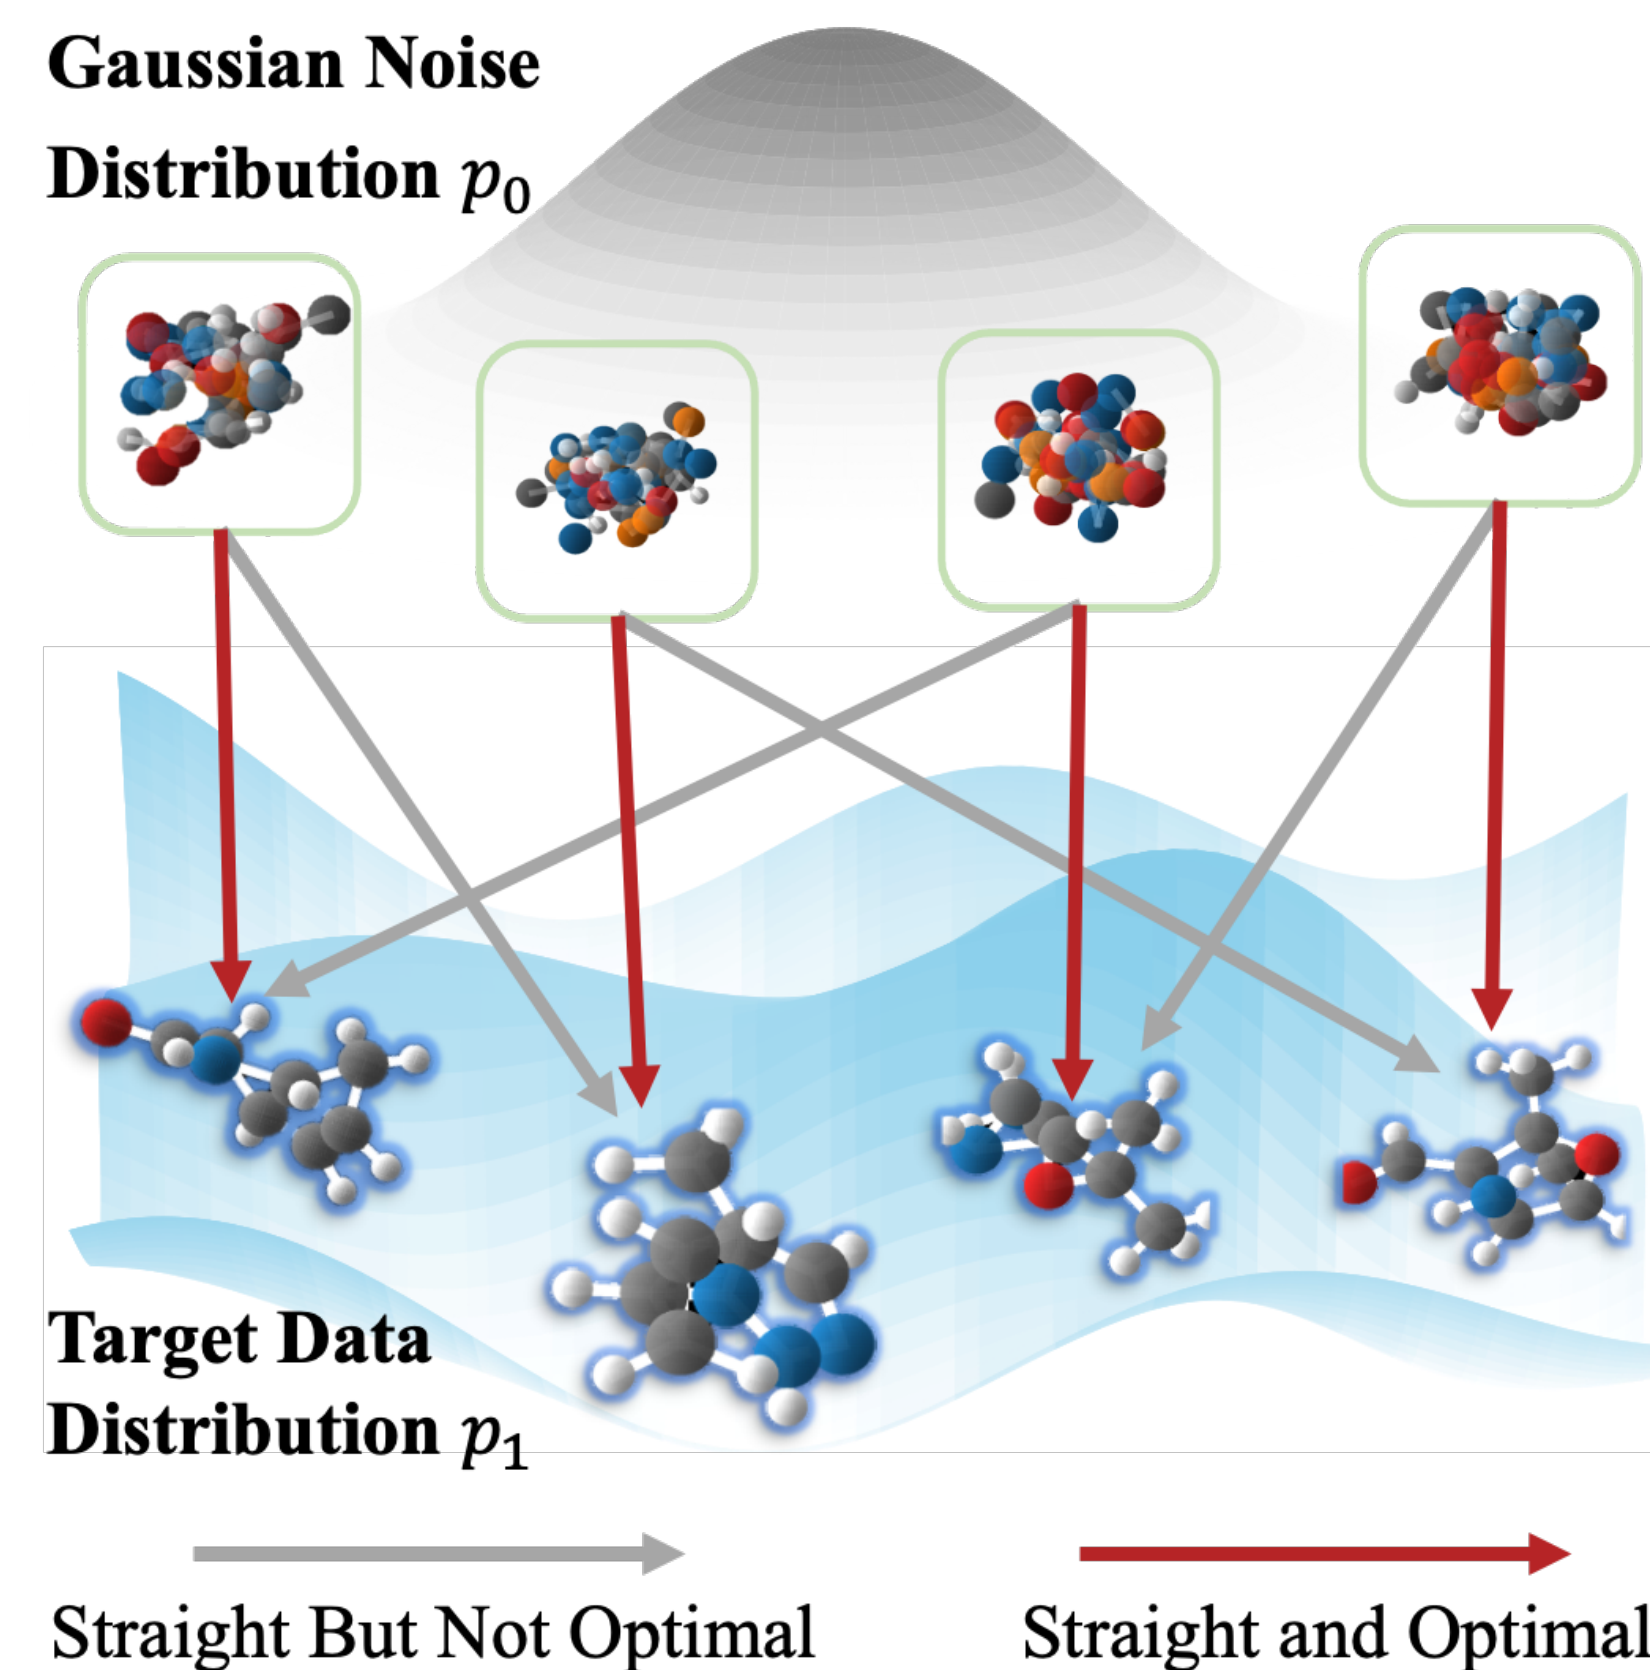 Gaussian Noise
Distribution p₀
Target Data
Distribution p₁
Straight But Not Optimal
Straight and Optimal